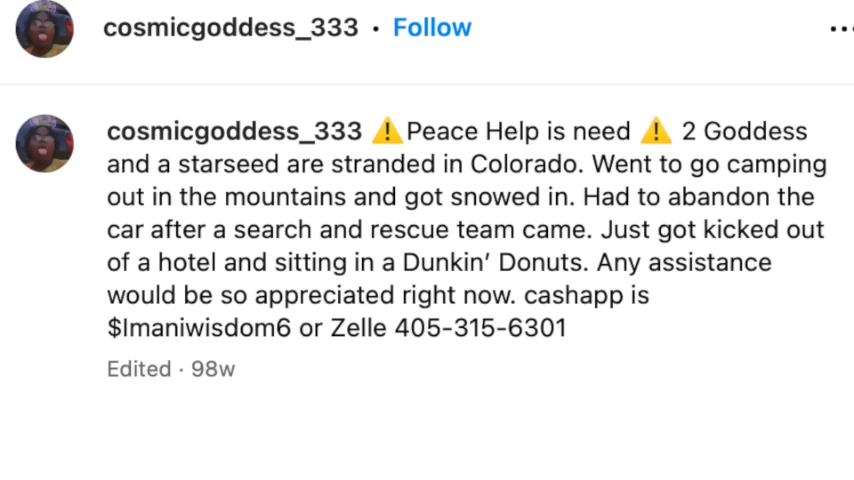 cosmicgoddess_333 • Follow
cosmicgoddess_333 ⚠️Peace Help is need ⚠️ 2 Goddess
and a starseed are stranded in Colorado. Went to go camping
out in the mountains and got snowed in. Had to abandon the
car after a search and rescue team came. Just got kicked out
of a hotel and sitting in a Dunkin’ Donuts. Any assistance
would be so appreciated right now. cashapp is
$Imaniwisdom6 or Zelle 405-315-6301
Edited · 98w